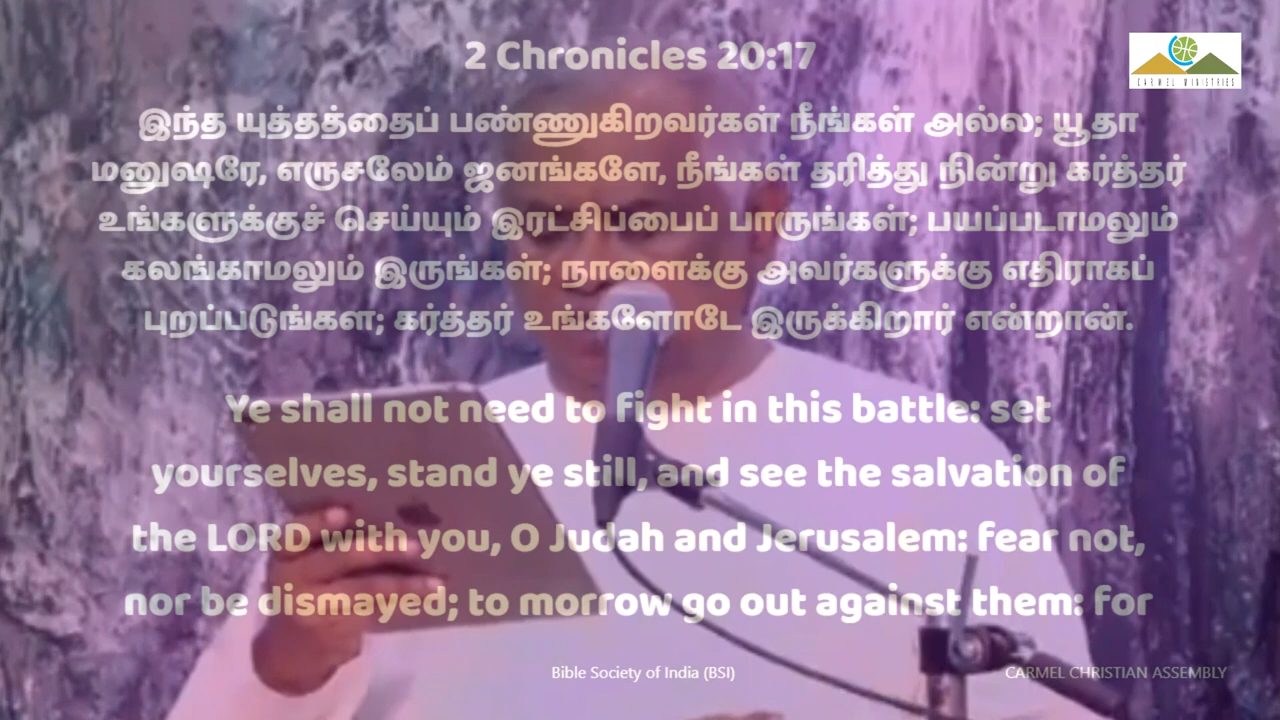 2 Chronicles 20:17
CARMEL MINISTRIES
இந்த யுத்தத்தைப் பண்ணுகிறவர்கள் நீங்கள் அல்ல; யூதா
மனுஷரே, எருசலேம் ஜனங்களே, நீங்கள் தரித்து நின்று கர்த்தர்
உங்களுக்குச் செய்யும் இரட்சிப்பைப் பாருங்கள்; பயப்படாமலும்
கலங்காமலும் இருங்கள்; நாளைக்கு அவர்களுக்கு எதிராகப்
புறப்படுங்கள; கர்த்தர் உங்களோடே இருக்கிறார் என்றான்.
Ye shall not need to fight in this battle: set
yourselves, stand ye still, and see the salvation of
the LORD with you, O Judah and Jerusalem: fear not,
nor be dismayed; to morrow go out against them: for
Bible Society of India (BSI)
CARMEL CHRISTIAN ASSEMBLY